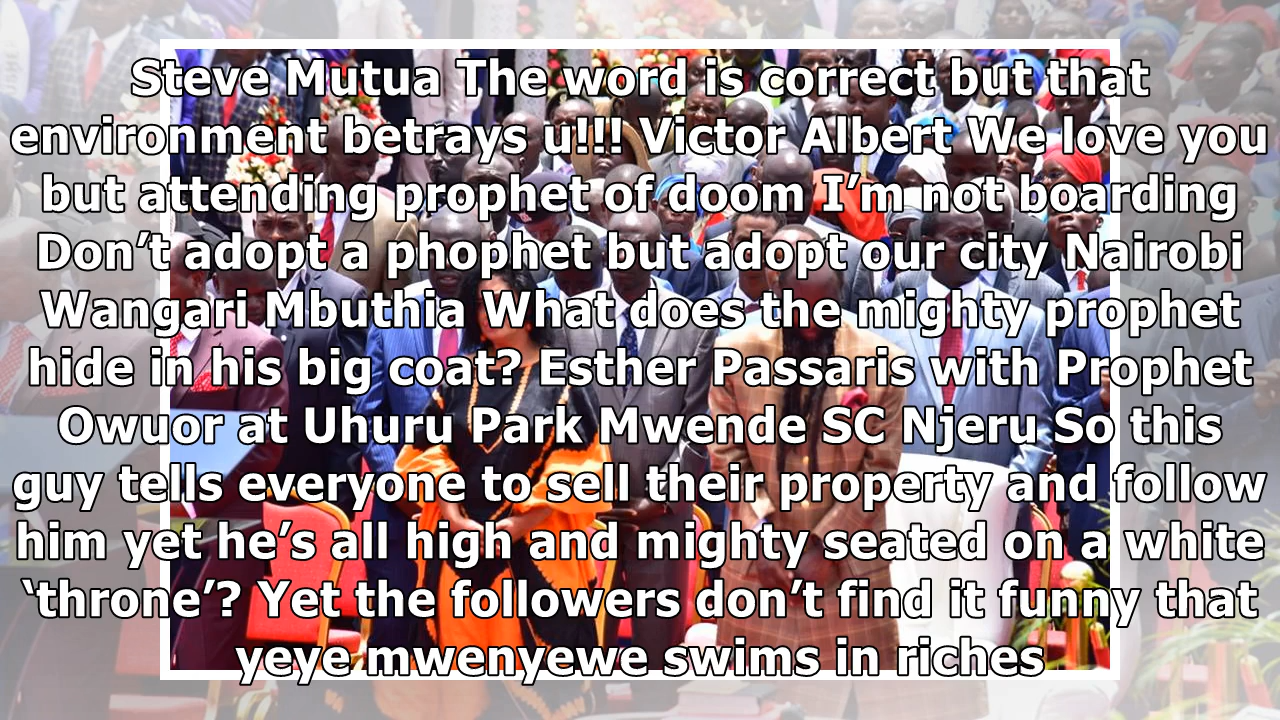 Steve Mutua The word is correct but that
environment betrays u!!! Victor Albert We love you
but attending prophet of doom I’m not boarding
Don’t adopt a phophet but adopt our city Nairobi
Wangari Mbuthia What does the mighty prophet
hide in his big coat? Esther Passaris with Prophet
Owuor at Uhuru Park Mwende SC Njeru So this
guy tells everyone to sell their property and follow
him yet he’s all high and mighty seated on a white
‘throne’? Yet the followers don’t find it funny that
yeye mwenyewe swims in riches